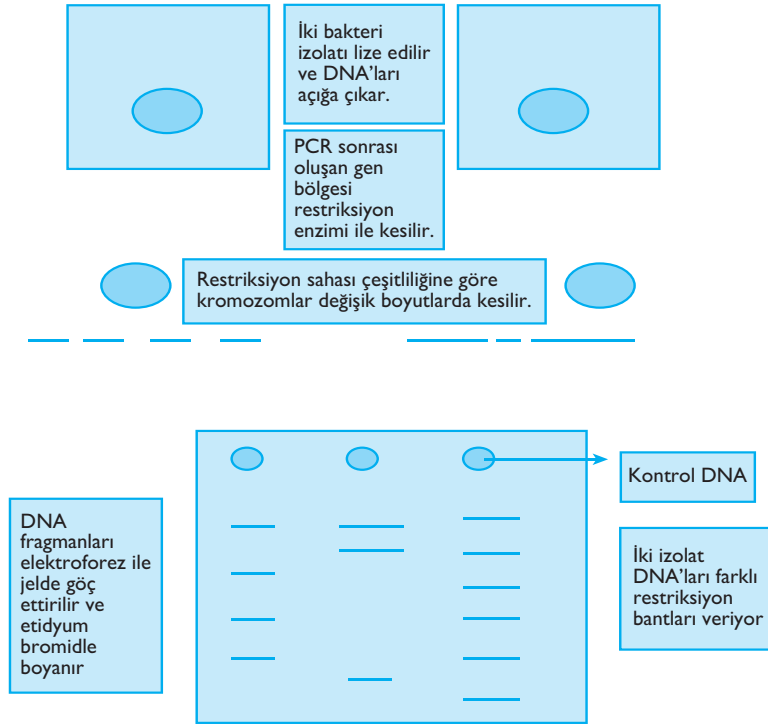 İki bakteri
izolatı lize edilir
ve DNA'ları
açığa çıkar.
PCR sonrası
oluşan gen
bölgesi
restriksiyon
enzimi ile kesilir.
Restriksiyon sahası çeşitliliğine göre
kromozomlar değişik boyutlarda kesilir.
Kontrol DNA
DNA
fragmanları
elektroforez ile
jelde göç
ettirilir ve
etidyum
bromidle
boyanır
İki izolat
DNA'ları farklı
restriksiyon
bantları veriyor